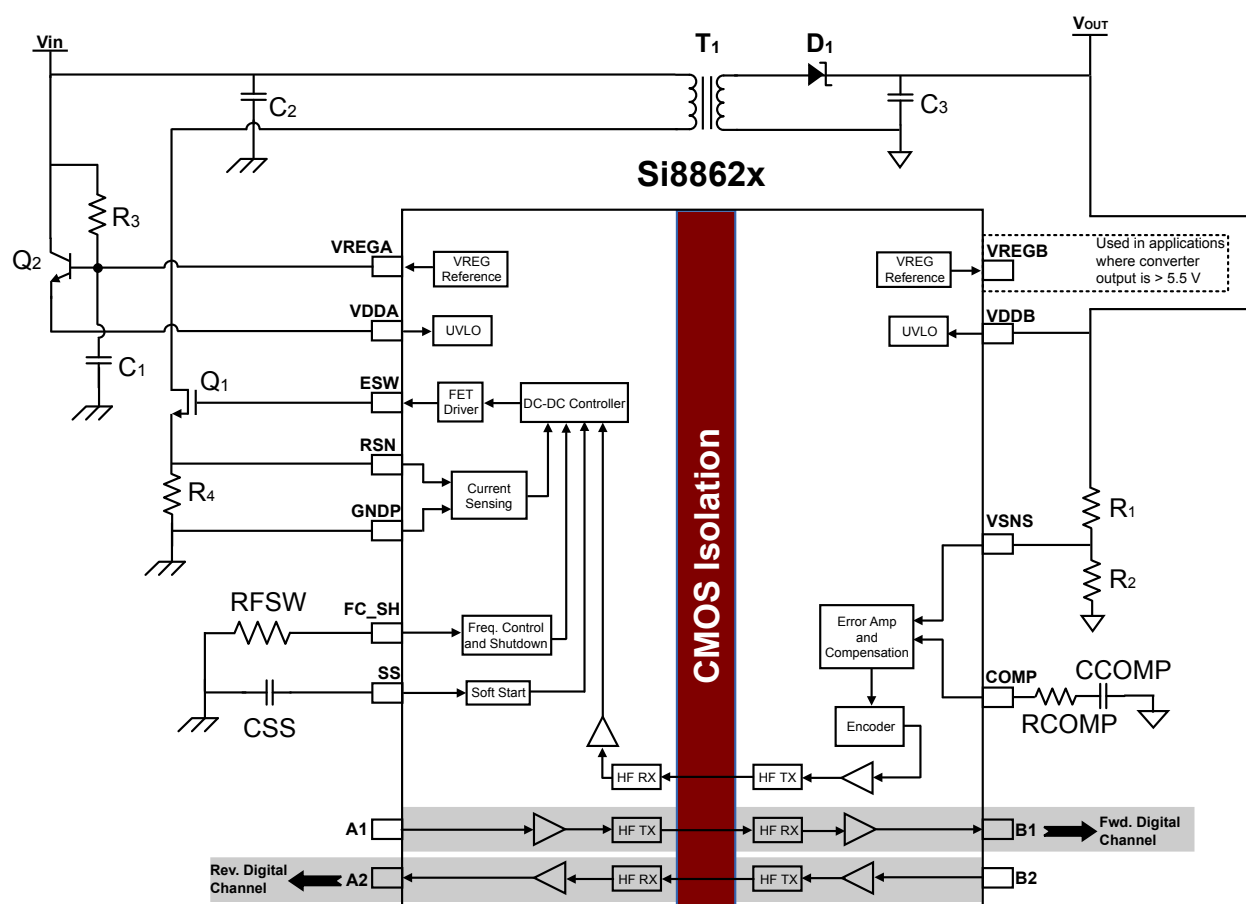 Vin
T1
D1
VOUT
C2
C3
Si8862x
R3
Q2
VREGA
VREG
Reference
VREG
Reference
VREGB
Used in applications
where converter
output is > 5.5 V
VDDA
UVLO
UVLO
VDDB
C1
Q1
ESW
FET
Driver
DC-DC Controller
RSN
R4
Current
Sensing
GNDP
CMOS Isolation
VSNS
R1
R2
RFSW
FC_SH
Freq. Control
and Shutdown
Error Amp
and
Compensation
SS
Soft Start
CSS
COMP
CCOMP
RCOMP
Encoder
HF RX
HF TX
A1
HF TX
HF RX
B1
Fwd. Digital
Channel
Rev. Digital
Channel
A2
HF RX
HF TX
B2